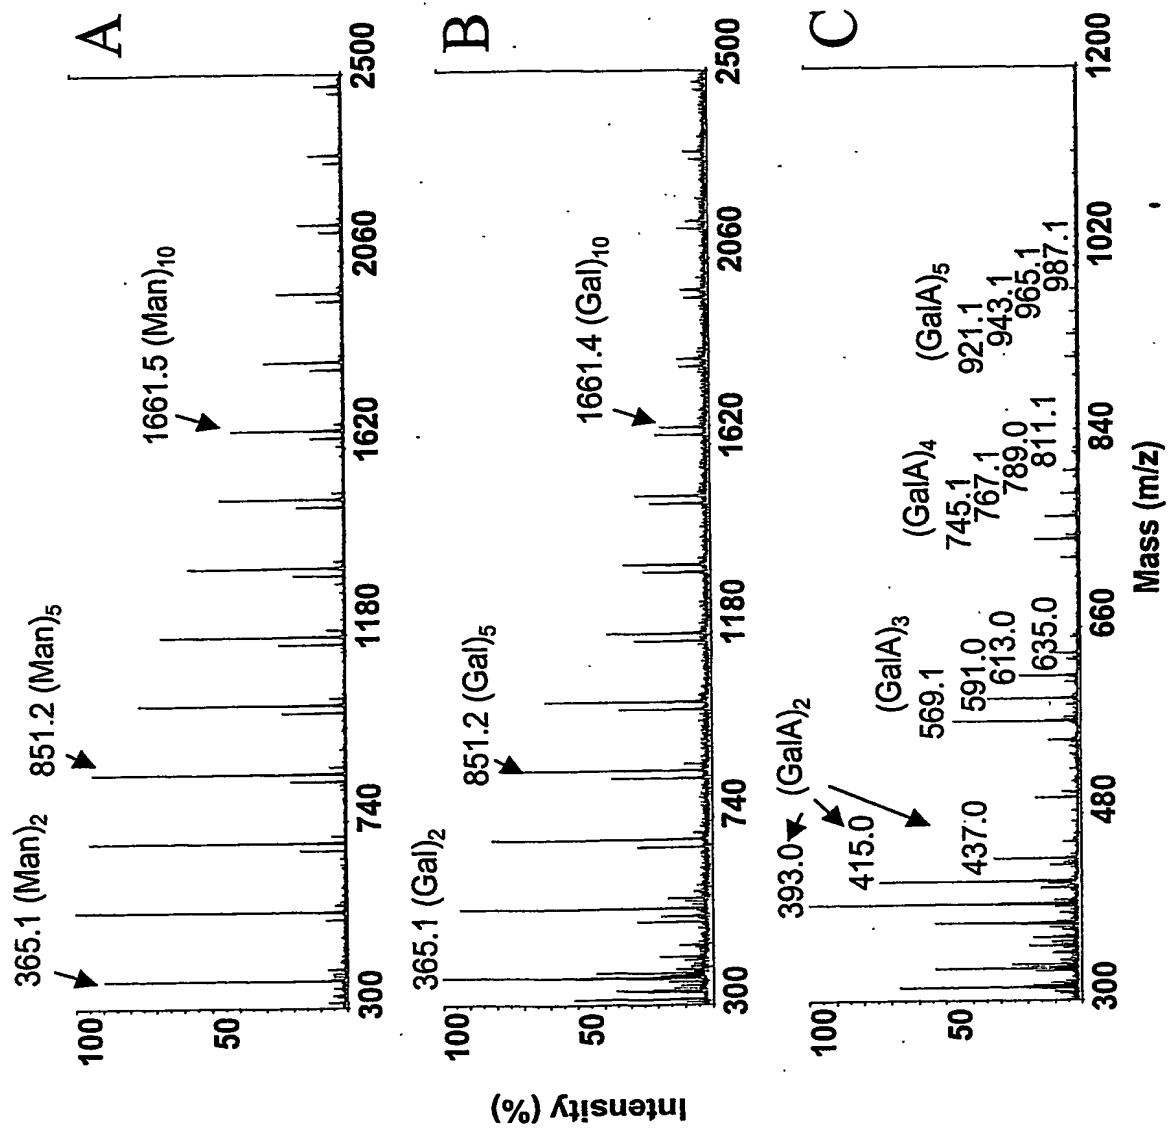 A
365.1 (Man)2
851.2 (Man)5
1661.5 (Man)10
100
50
300
740
1180
1620
2060
2500
B
365.1 (Gal)2
851.2 (Gal)5
1661.4 (Gal)10
100
50
300
740
1180
1620
2060
2500
C
393.0
415.0
437.0
(GalA)2
(GalA)3
569.1
591.0
613.0
635.0
(GalA)4
745.1
767.1
789.0
811.1
(GalA)5
921.1
943.1
965.1
987.1
100
50
300
480
660
840
1020
1200
Intensity (%)
Mass (m/z)